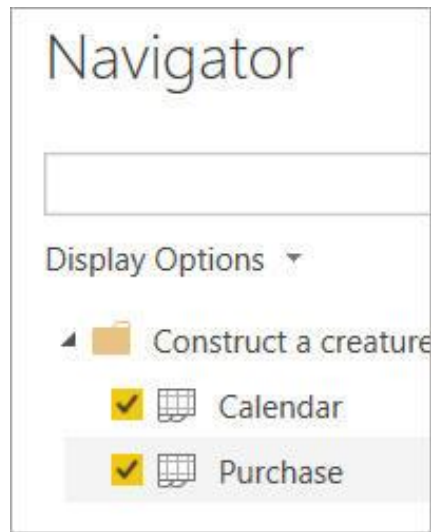 Navigator
Display Options
Construct a creature
Calendar
Purchase